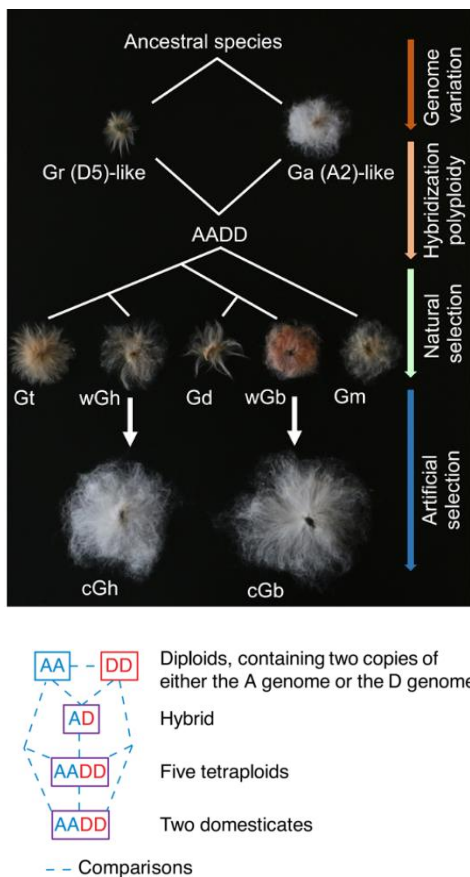 Ancestral species
Gr (D5)-like
Ga (A2)-like
AADD
Gt
wGh
Gd
wGb
Gm
cGh
cGb
Genome
variation
Hybridization
polyploidy
Natural
selection
Artificial
selection
AA
DD
Diploids, containing two copies of
either the A genome or the D genome
AD
Hybrid
AADD
Five tetraploids
AADD
Two domesticates
Comparisons